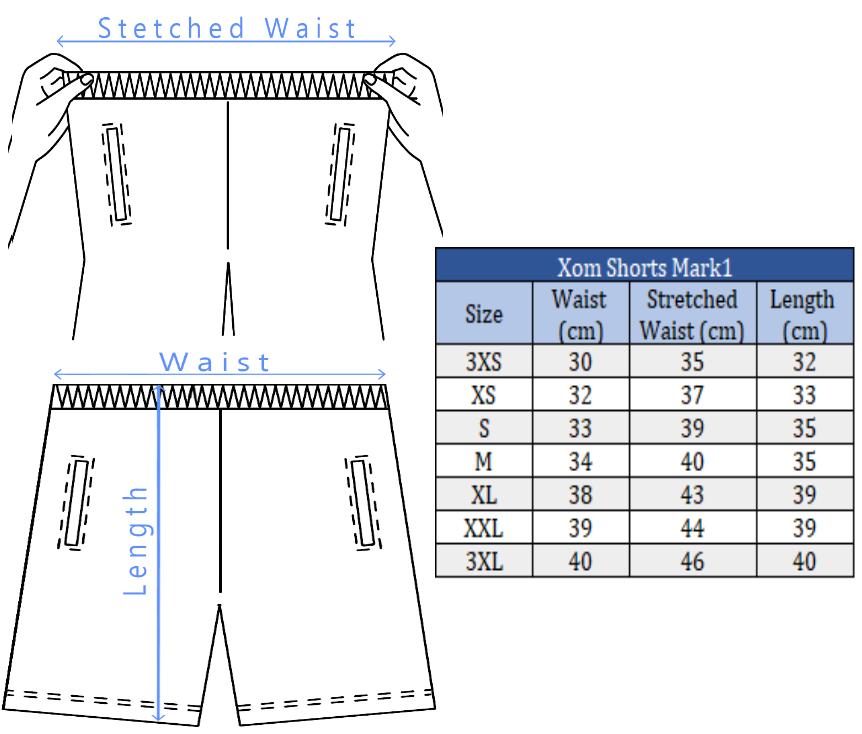 Stetched Waist
Waist
Length
Xom Shorts Mark1
Size Waist (cm) Stretched Waist (cm) Length (cm)
3XS 30 35 32
XS 32 37 33
S 33 39 35
M 34 40 35
XL 38 43 39
XXL 39 44 39
3XL 40 46 40